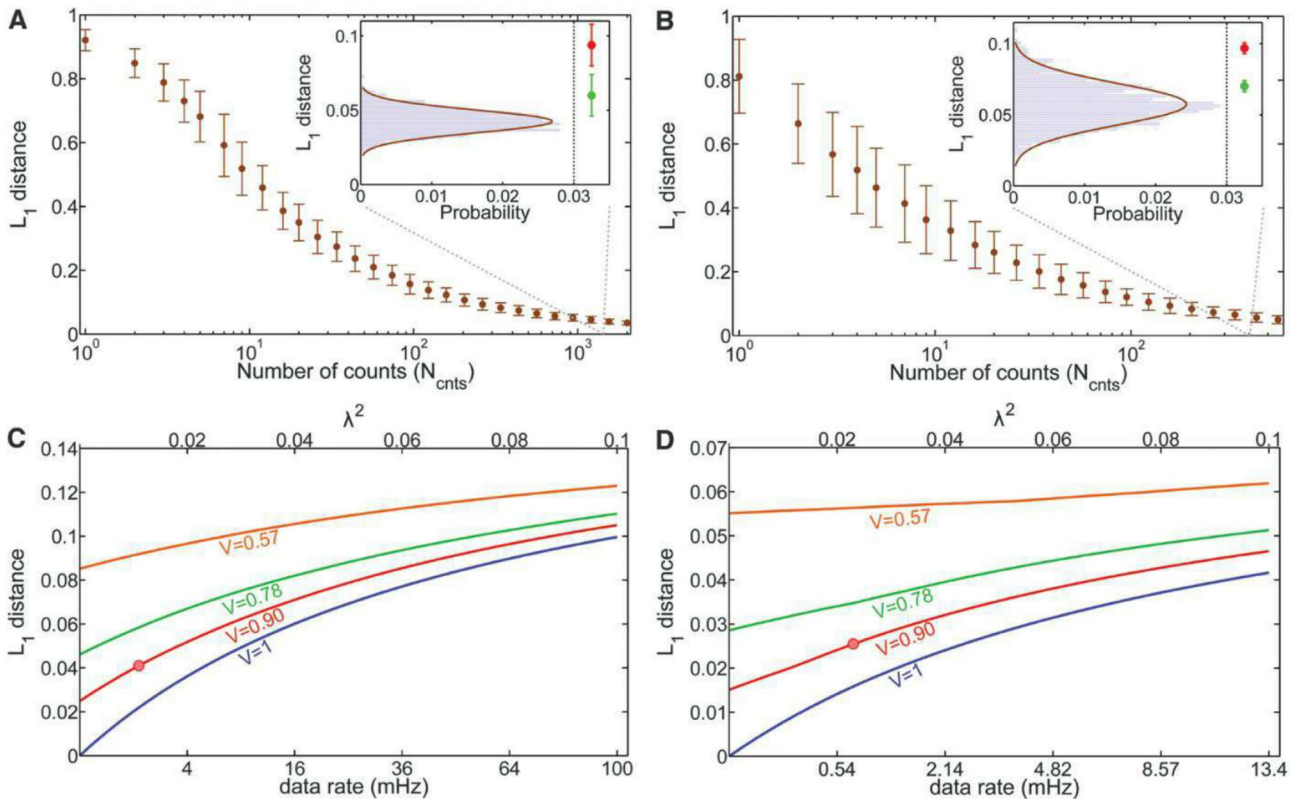 A
1
0.8
0.6
0.4
0.2
0
L1 distance
10^0
10^1
10^2
10^3
Number of counts (N_cnts)
0.1
0.05
0
L1 distance
0
0.01
0.02
0.03
Probability
B
1
0.8
0.6
0.4
0.2
0
L1 distance
10^0
10^1
10^2
Number of counts (N_cnts)
0.1
0.05
0
L1 distance
0
0.01
0.02
0.03
Probability
C
λ^2
0.02
0.04
0.06
0.08
0.1
0.14
0.12
0.1
0.08
0.06
0.04
0.02
0
L1 distance
V=0.57
V=0.78
V=0.90
V=1
4
16
36
64
100
data rate (mHz)
D
λ^2
0.02
0.04
0.06
0.08
0.1
0.07
0.06
0.05
0.04
0.03
0.02
0.01
0
L1 distance
V=0.57
V=0.78
V=0.90
V=1
0.54
2.14
4.82
8.57
13.4
data rate (mHz)